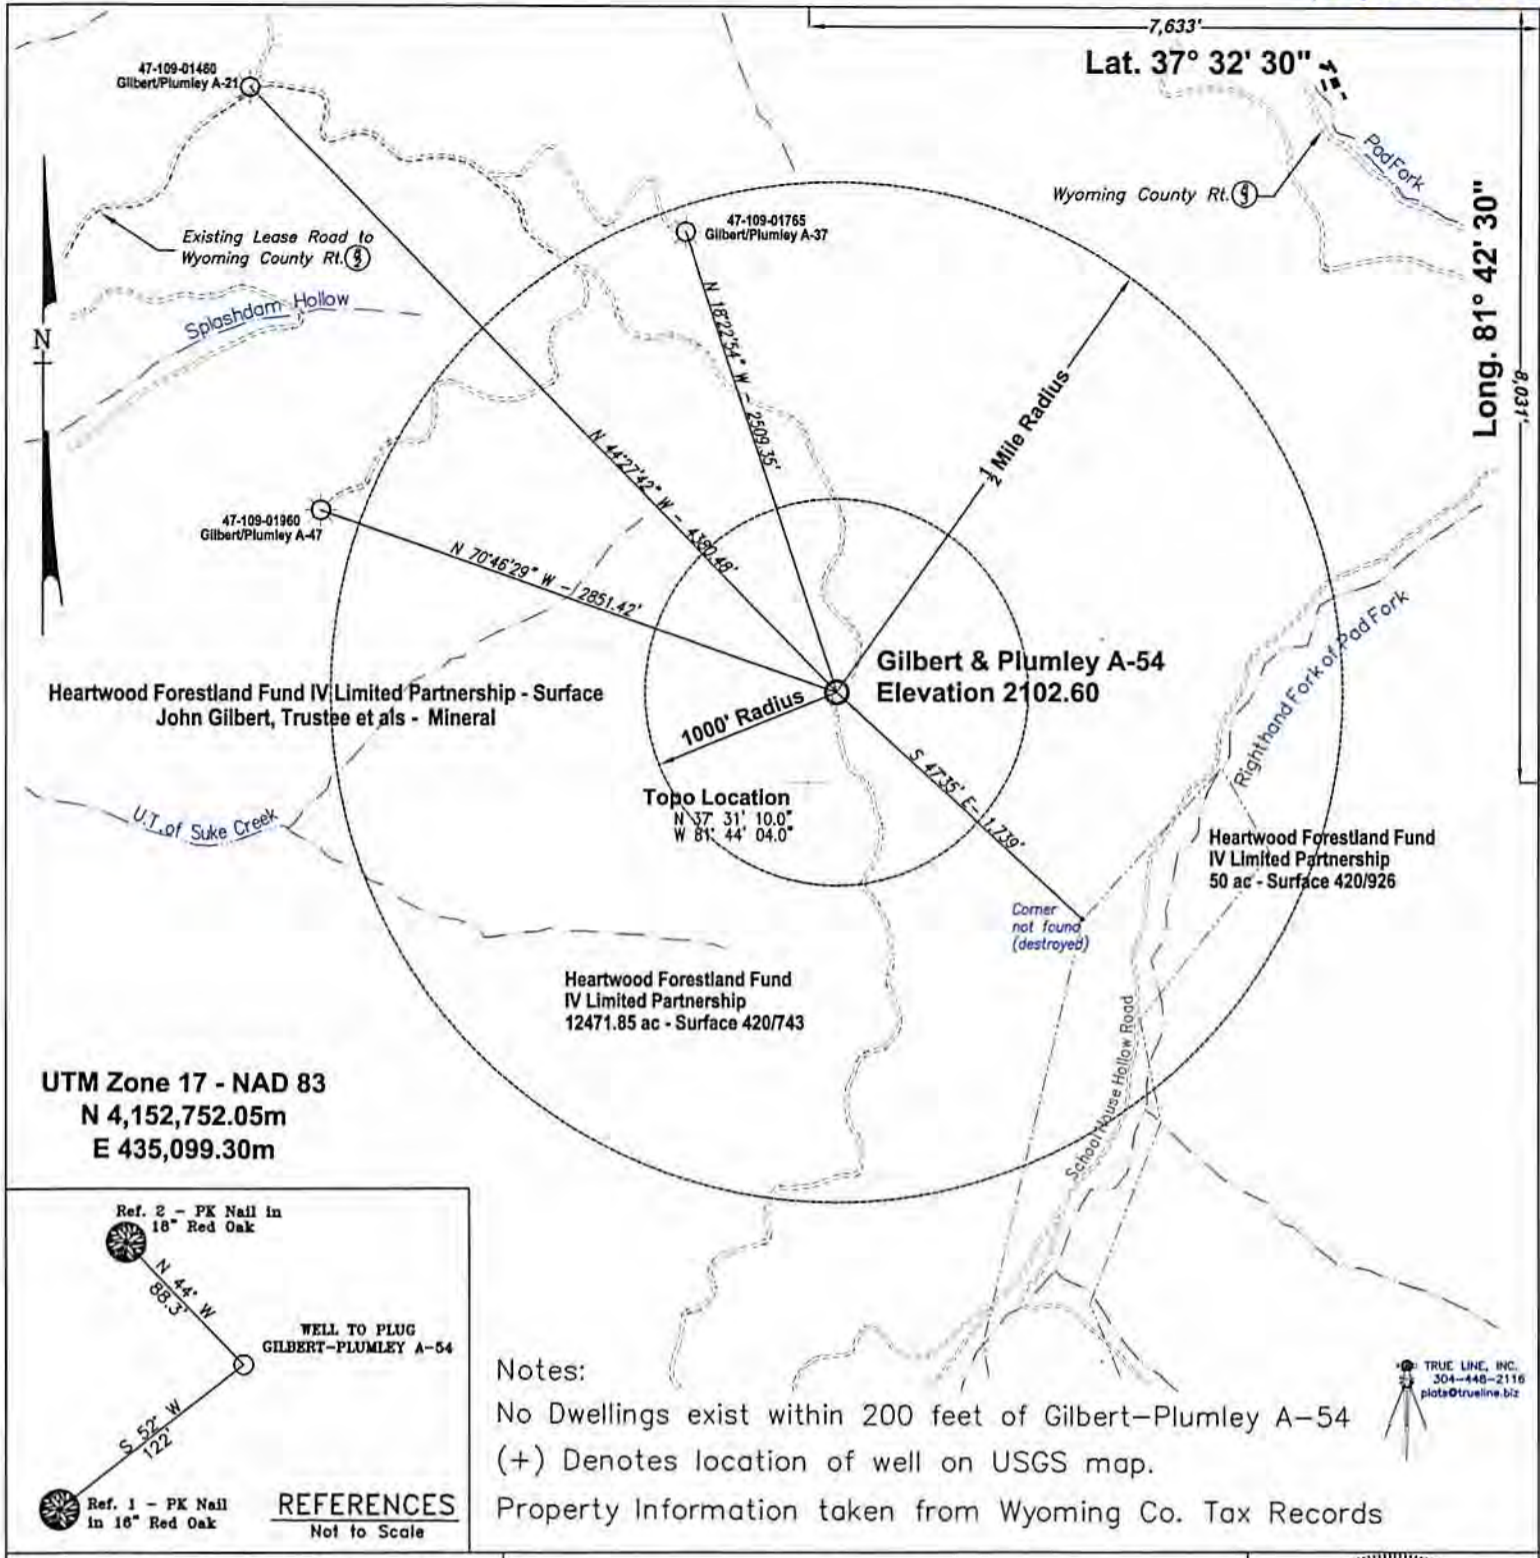 7,633'
Lat. 37° 32' 30"
47-109-01460
Gilbert/Plumley A-21
Pad Fork
Wyoming County Rt.
47-109-01765
Gilbert/Plumley A-37
Existing Lease Road to
Wyoming County Rt.
Long. 81° 42' 30"
8,031'
Splashdam Hollow
N
N 18°22'54" W - 2509.35'
1/2 Mile Radius
N 44°27'42" W - 4380.48'
47-109-01960
Gilbert/Plumley A-47
N 70°46'29" W - 2851.42'
Righthand Fork of Pad Fork
Gilbert & Plumley A-54
Elevation 2102.60
Heartwood Forestland Fund IV Limited Partnership - Surface
John Gilbert, Trustee et als - Mineral
1000' Radius
S 47°35' E- 1,739'
Topo Location
N 37° 31' 10.0"
W 81° 44' 04.0"
U.T. of Suke Creek
Heartwood Forestland Fund
IV Limited Partnership
50 ac - Surface 420/926
Corner
not found
(destroyed)
Heartwood Forestland Fund
IV Limited Partnership
12471.85 ac - Surface 420/743
School House Hollow Road
UTM Zone 17 - NAD 83
N 4,152,752.05m
E 435,099.30m
Ref. 2 - PK Nail in
18" Red Oak
N 44° W
88.3'
WELL TO PLUG
GILBERT-PLUMLEY A-54
S 52° W
122'
Ref. 1 - PK Nail
in 16" Red Oak
REFERENCES
Not to Scale
Notes:
No Dwellings exist within 200 feet of Gilbert-Plumley A-54
(+) Denotes location of well on USGS map.
Property Information taken from Wyoming Co. Tax Records
TRUE LINE, INC.
304-448-2116
plats@trueline.biz